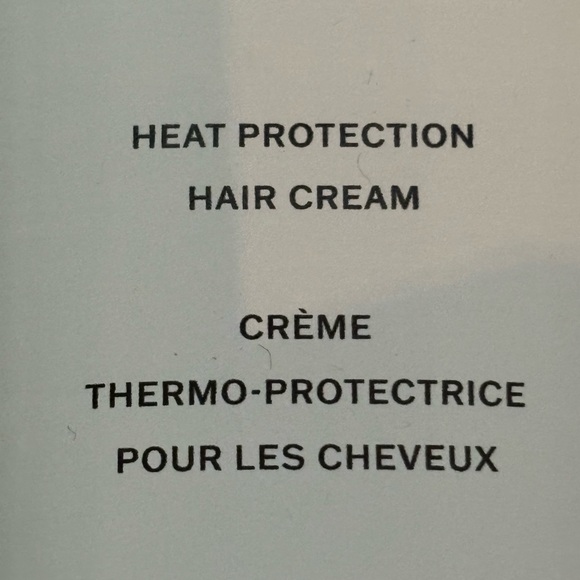 HEAT PROTECTION
HAIR CREAM
CRÈME
THERMO-PROTECTRICE
POUR LES CHEVEUX